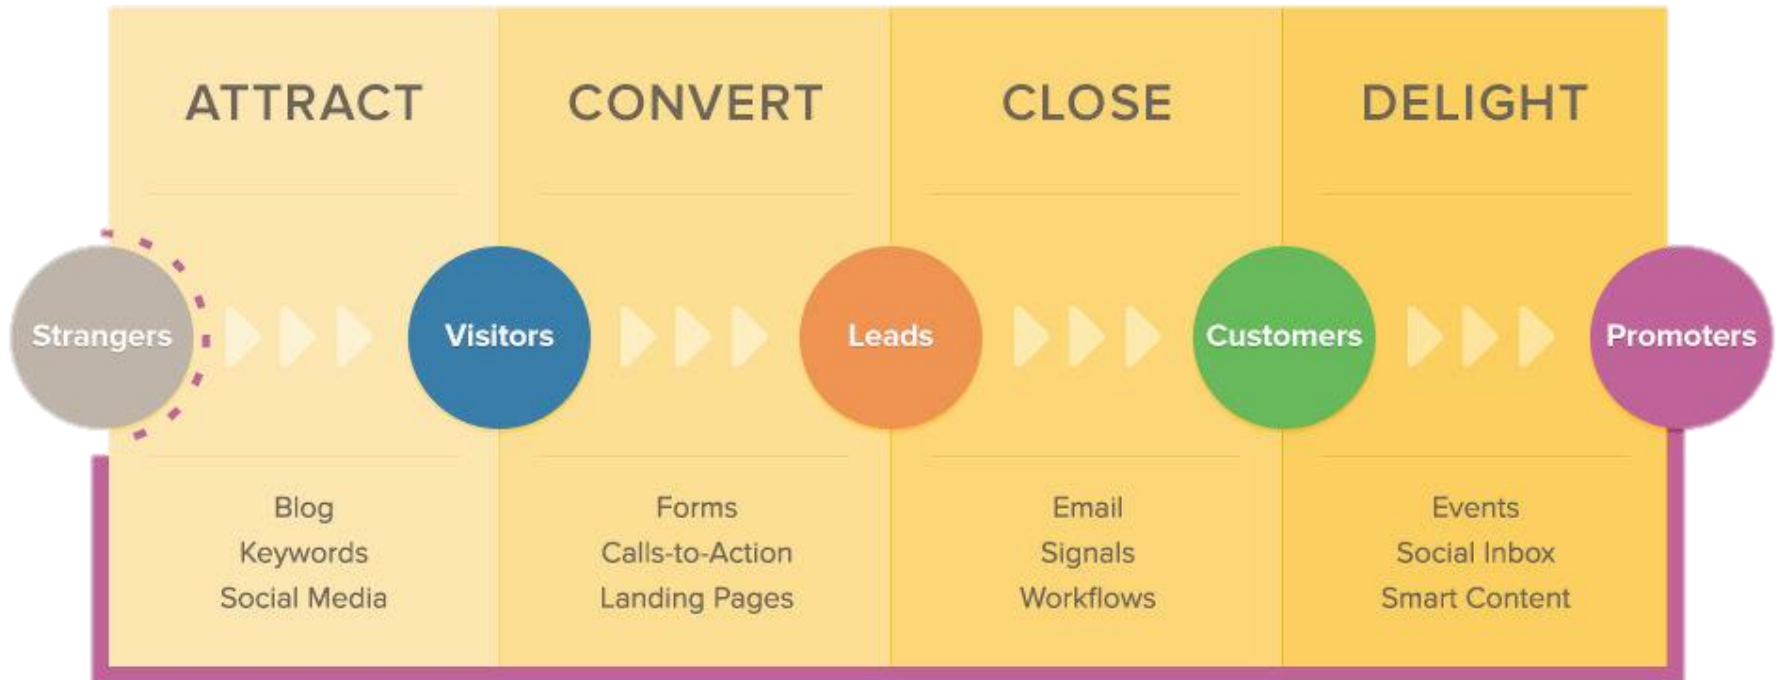 ATTRACT
CONVERT
CLOSE
DELIGHT
Strangers
Visitors
Leads
Customers
Promoters
Blog
Keywords
Social Media
Forms
Calls-to-Action
Landing Pages
Email
Signals
Workflows
Events
Social Inbox
Smart Content